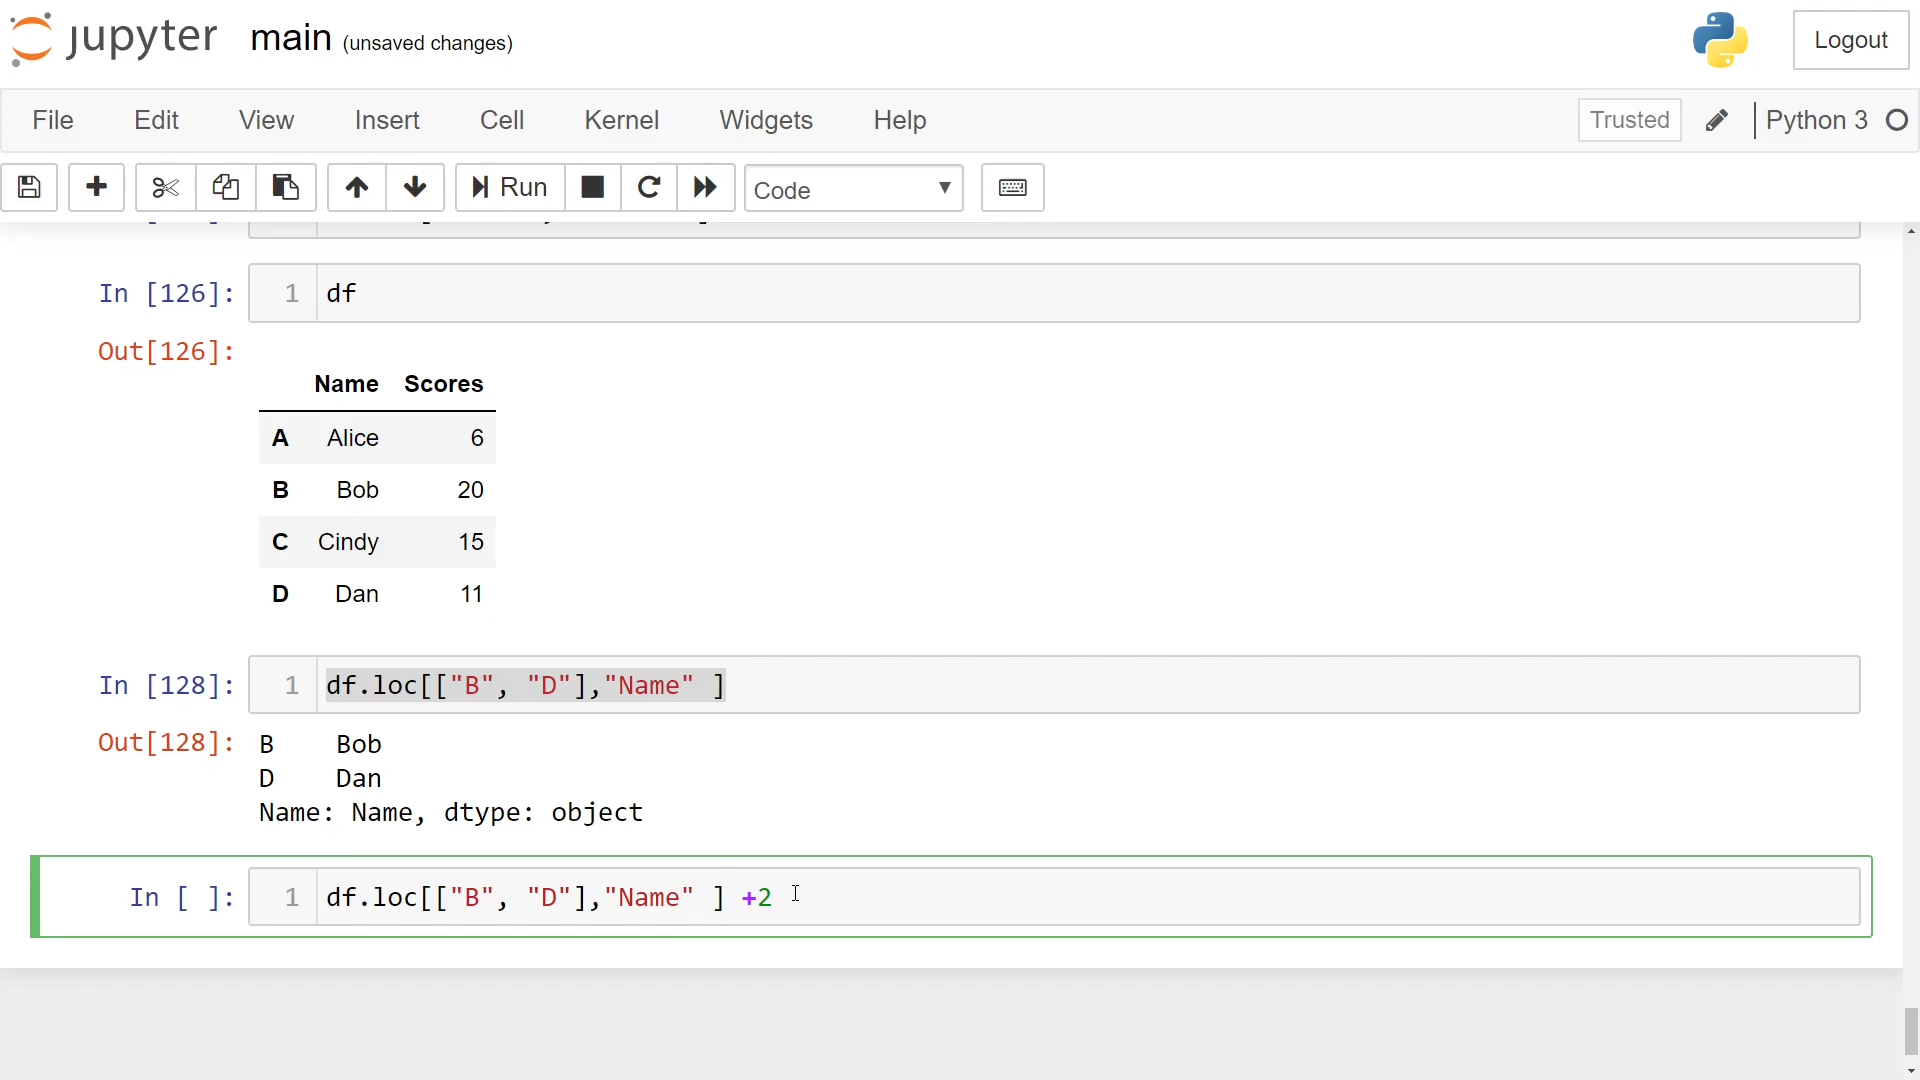 jupyter main (unsaved changes)
Logout
File Edit View Insert Cell Kernel Widgets Help Trusted Python 3
Run Code
In [126]: 1 df
Out[126]:
Name Scores
A Alice 6
B Bob 20
C Cindy 15
D Dan 11
In [128]: 1 df.loc[["B", "D"],"Name" ]
Out[128]: B Bob
D Dan
Name: Name, dtype: object
In [ ]: 1 df.loc[["B", "D"],"Name" ] +2